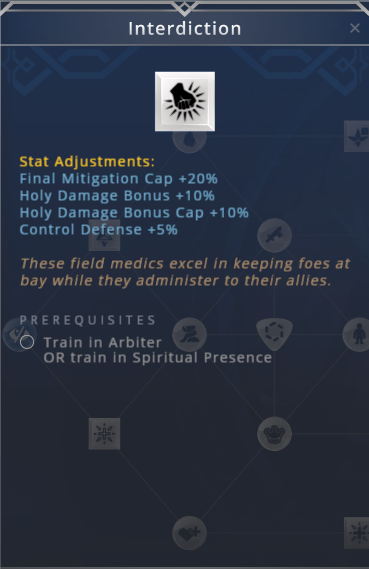 Interdiction
Stat Adjustments:
Final Mitigation Cap +20%
Holy Damage Bonus +10%
Holy Damage Bonus Cap +10%
Control Defense +5%
These field medics excel in keeping foes at
bay while they administer to their allies.
PREREQUISITES
Train in Arbiter
OR train in Spiritual Presence